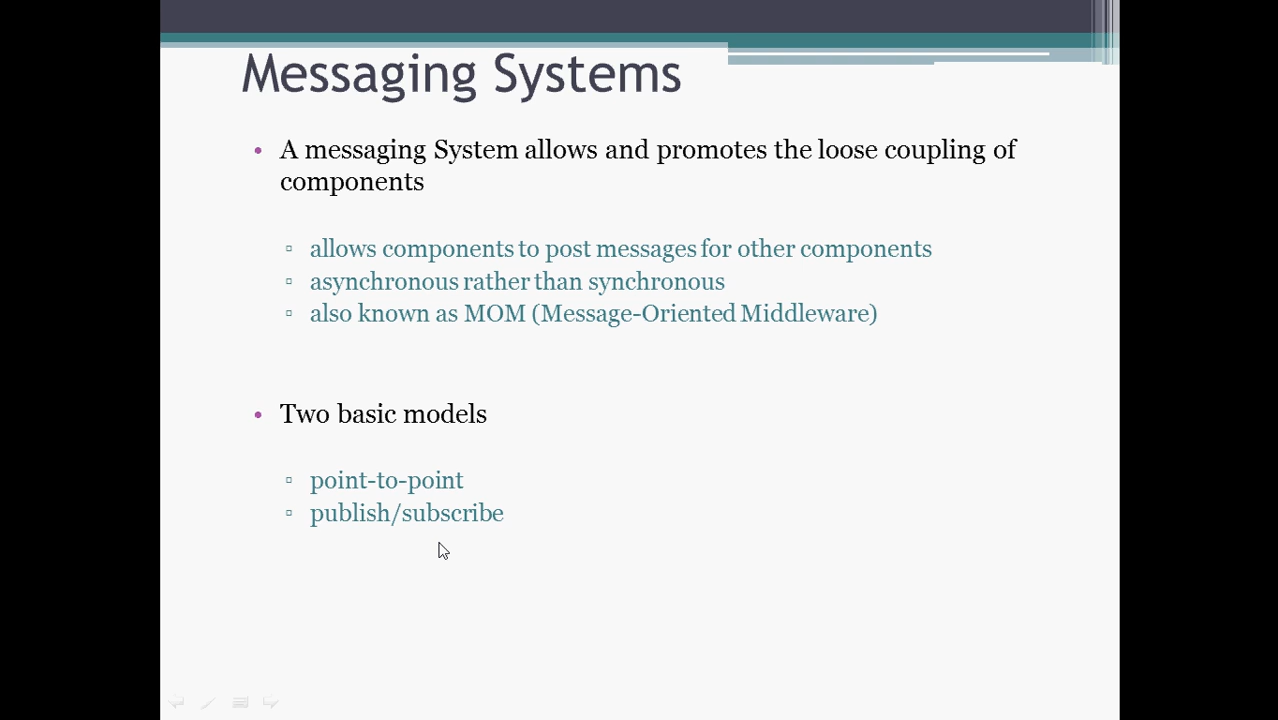 Messaging Systems
• A messaging System allows and promotes the loose coupling of
components
▫ allows components to post messages for other components
▫ asynchronous rather than synchronous
▫ also known as MOM (Message-Oriented Middleware)
• Two basic models
▫ point-to-point
▫ publish/subscribe